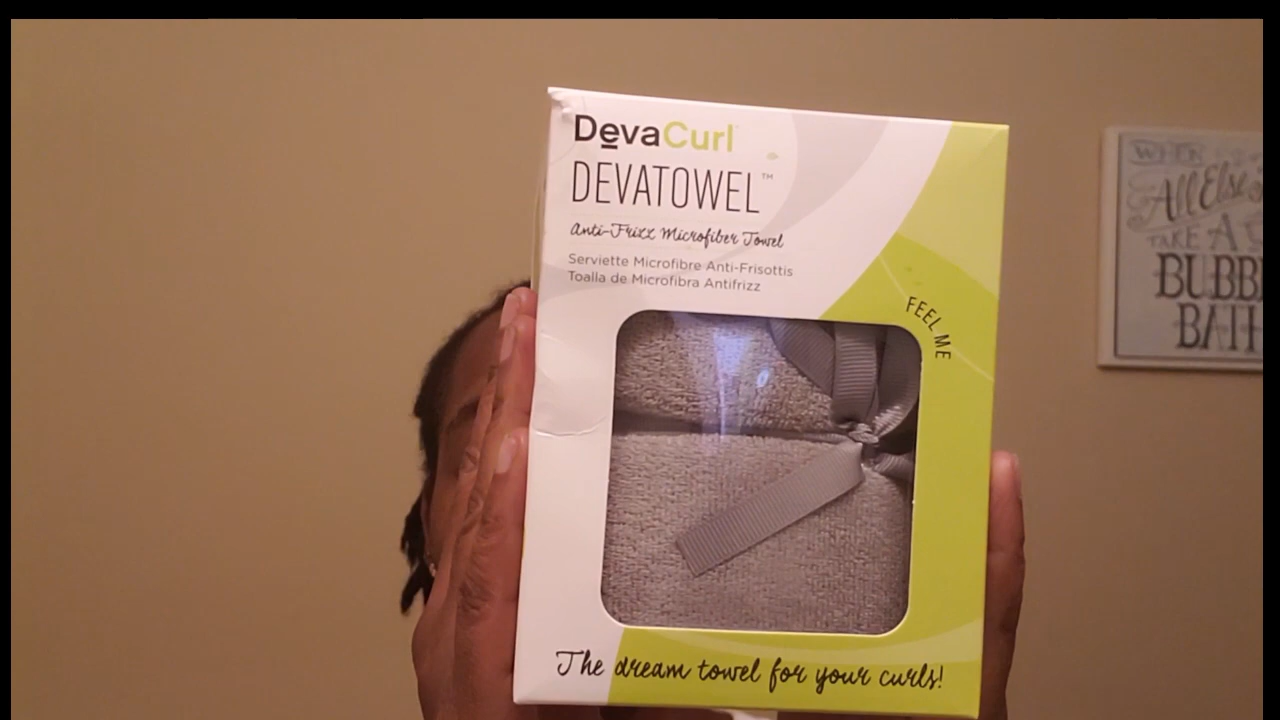 DevaCurl
DEVATOWEL™
Anti-Frizz Microfiber Towel
Serviette Microfibre Anti-Frisottis
Toalla de Microfibra Antifrizz
FEEL ME
The dream towel for your curls!
WHEN
All Else
TAKE A
BUBB
BATH